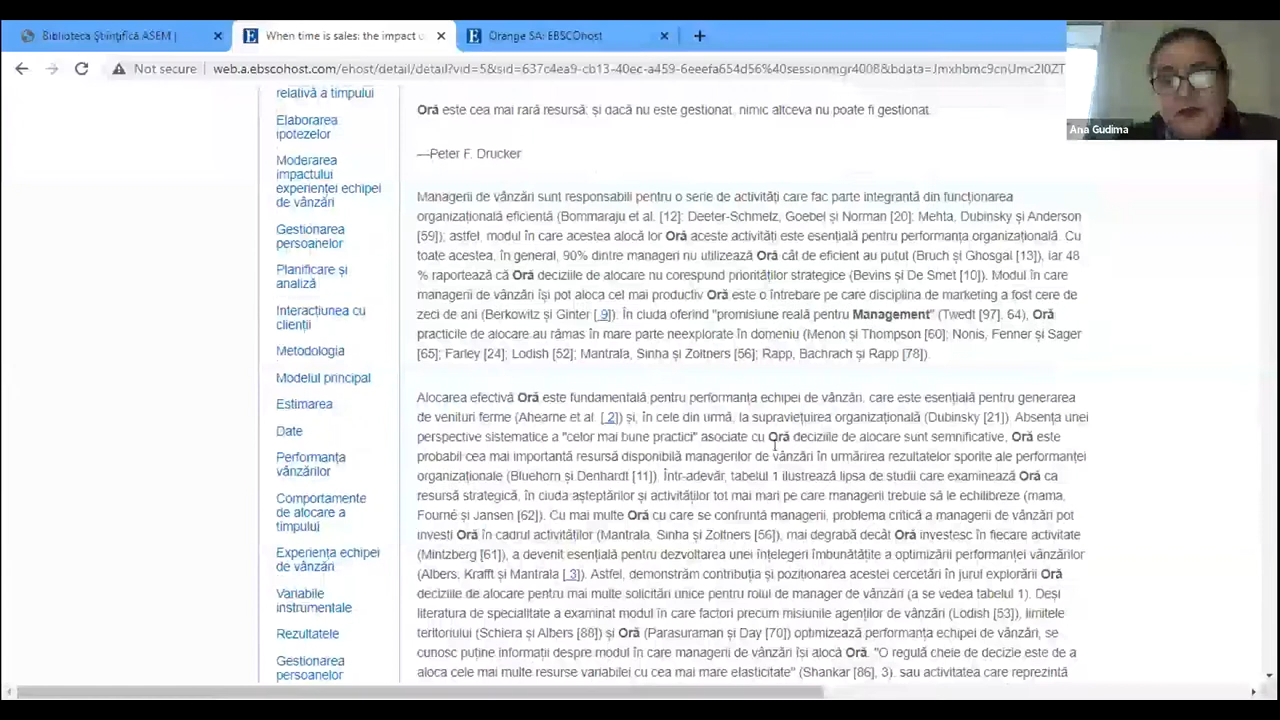 Biblioteca Științifică ASEM |
When time is sales: the impact o
Orange SA: EBSCOhost
Not secure
web.a.ebscohost.com/ehost/detail/detail?vid=5&sid=637c4ea9-cb13-40ec-a459-6eeefa654d56%40sessionmgr4008&bdata=Jmxhbmc9cnUmc2l0ZT
Ana Gudima
relativă a timpului
Elaborarea
ipotezelor
Moderarea
impactului
experienței echipei
de vânzări
Gestionarea
persoanelor
Planificare și
analiză
Interacțiunea cu
clienții
Metodologia
Modelul principal
Estimarea
Date
Performanța
vânzărilor
Comportamente
de alocare a
timpului
Experiența echipei
de vânzări
Variabile
instrumentale
Rezultatele
Gestionarea
persoanelor
Oră este cea mai rară resursă; și dacă nu este gestionat, nimic altceva nu poate fi gestionat.
—Peter F. Drucker
Managerii de vânzări sunt responsabili pentru o serie de activități care fac parte integrantă din funcționarea
organizațională eficientă (Bommaraju et al. [12]; Deeter-Schmelz, Goebel și Norman [20]; Mehta, Dubinsky și Anderson
[59]); astfel, modul în care acestea alocă lor Oră aceste activități este esențială pentru performanța organizațională. Cu
toate acestea, în general, 90% dintre manageri nu utilizează Oră cât de eficient au putut (Bruch și Ghosgal [13]), iar 48
% raportează că Oră deciziile de alocare nu corespund priorităților strategice (Bevins și De Smet [10]). Modul în care
managerii de vânzări își pot aloca cel mai productiv Oră este o întrebare pe care disciplina de marketing a fost cere de
zeci de ani (Berkowitz și Ginter [ 9]). În ciuda oferind "promisiune reală pentru Management" (Twedt [97], 64), Oră
practicile de alocare au rămas în mare parte neexplorate în domeniu (Menon și Thompson [60]; Nonis, Fenner și Sager
[65]; Farley [24]; Lodish [52]; Mantrala, Sinha și Zoltners [56]; Rapp, Bachrach și Rapp [78]).
Alocarea efectivă Oră este fundamentală pentru performanța echipei de vânzări, care este esențială pentru generarea
de venituri ferme (Ahearne et al. [ 2]) și, în cele din urmă, la supraviețuirea organizațională (Dubinsky [21]). Absența unei
perspective sistematice a "celor mai bune practici" asociate cu Oră deciziile de alocare sunt semnificative, Oră este
probabil cea mai importantă resursă disponibilă managerilor de vânzări în urmărirea rezultatelor sporite ale performanței
organizaționale (Bluehorn și Denhardt [11]). Într-adevăr, tabelul 1 ilustrează lipsa de studii care examinează Oră ca
resursă strategică, în ciuda așteptărilor și activităților tot mai mari pe care managerii trebuie să le echilibreze (mama,
Fourné și Jansen [62]). Cu mai multe Oră cu care se confruntă managerii, problema critică a managerii de vânzări pot
investi Oră în cadrul activităților (Mantrala, Sinha și Zoltners [56]), mai degrabă decât Oră investesc în fiecare activitate
(Mintzberg [61]), a devenit esențială pentru dezvoltarea unei înțelegeri îmbunătățite a optimizării performanței vânzărilor
(Albers, Krafft și Mantrala [ 3]). Astfel, demonstrăm contribuția și poziționarea acestei cercetări în jurul explorării Oră
deciziile de alocare pentru mai multe solicitări unice pentru rolul de manager de vânzări (a se vedea tabelul 1). Deși
literatura de specialitate a examinat modul în care factori precum misiunile agenților de vânzări (Lodish [53]), limitele
teritoriului (Schiera și Albers [88]) și Oră (Parasuraman și Day [70]) optimizează performanța echipei de vânzări, se
cunosc puține informații despre modul în care managerii de vânzări își alocă Oră. "O regulă cheie de decizie este de a
aloca cele mai multe resurse variabilei cu cea mai mare elasticitate" (Shankar [86], 3), sau activitatea care reprezintă